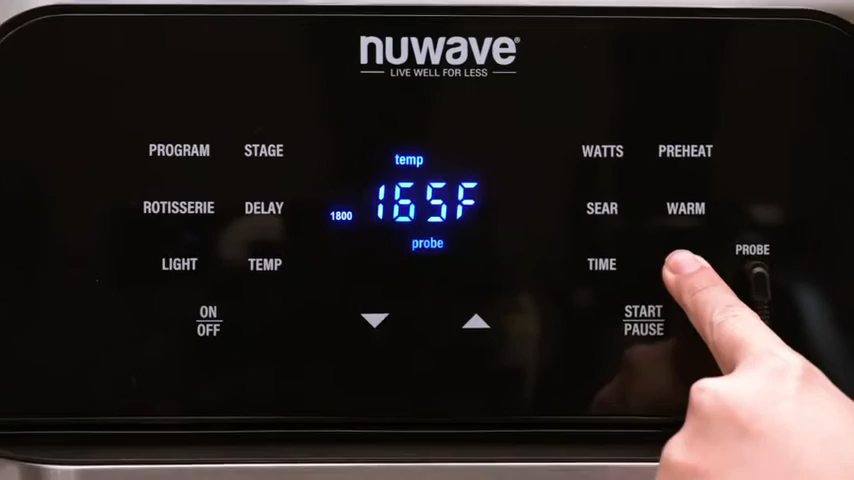 nuwave®
LIVE WELL FOR LESS
PROGRAM
STAGE
ROTISSERIE
DELAY
LIGHT
TEMP
ON
OFF
temp
1800
165F
probe
WATTS
PREHEAT
SEAR
WARM
TIME
PROBE
START
PAUSE